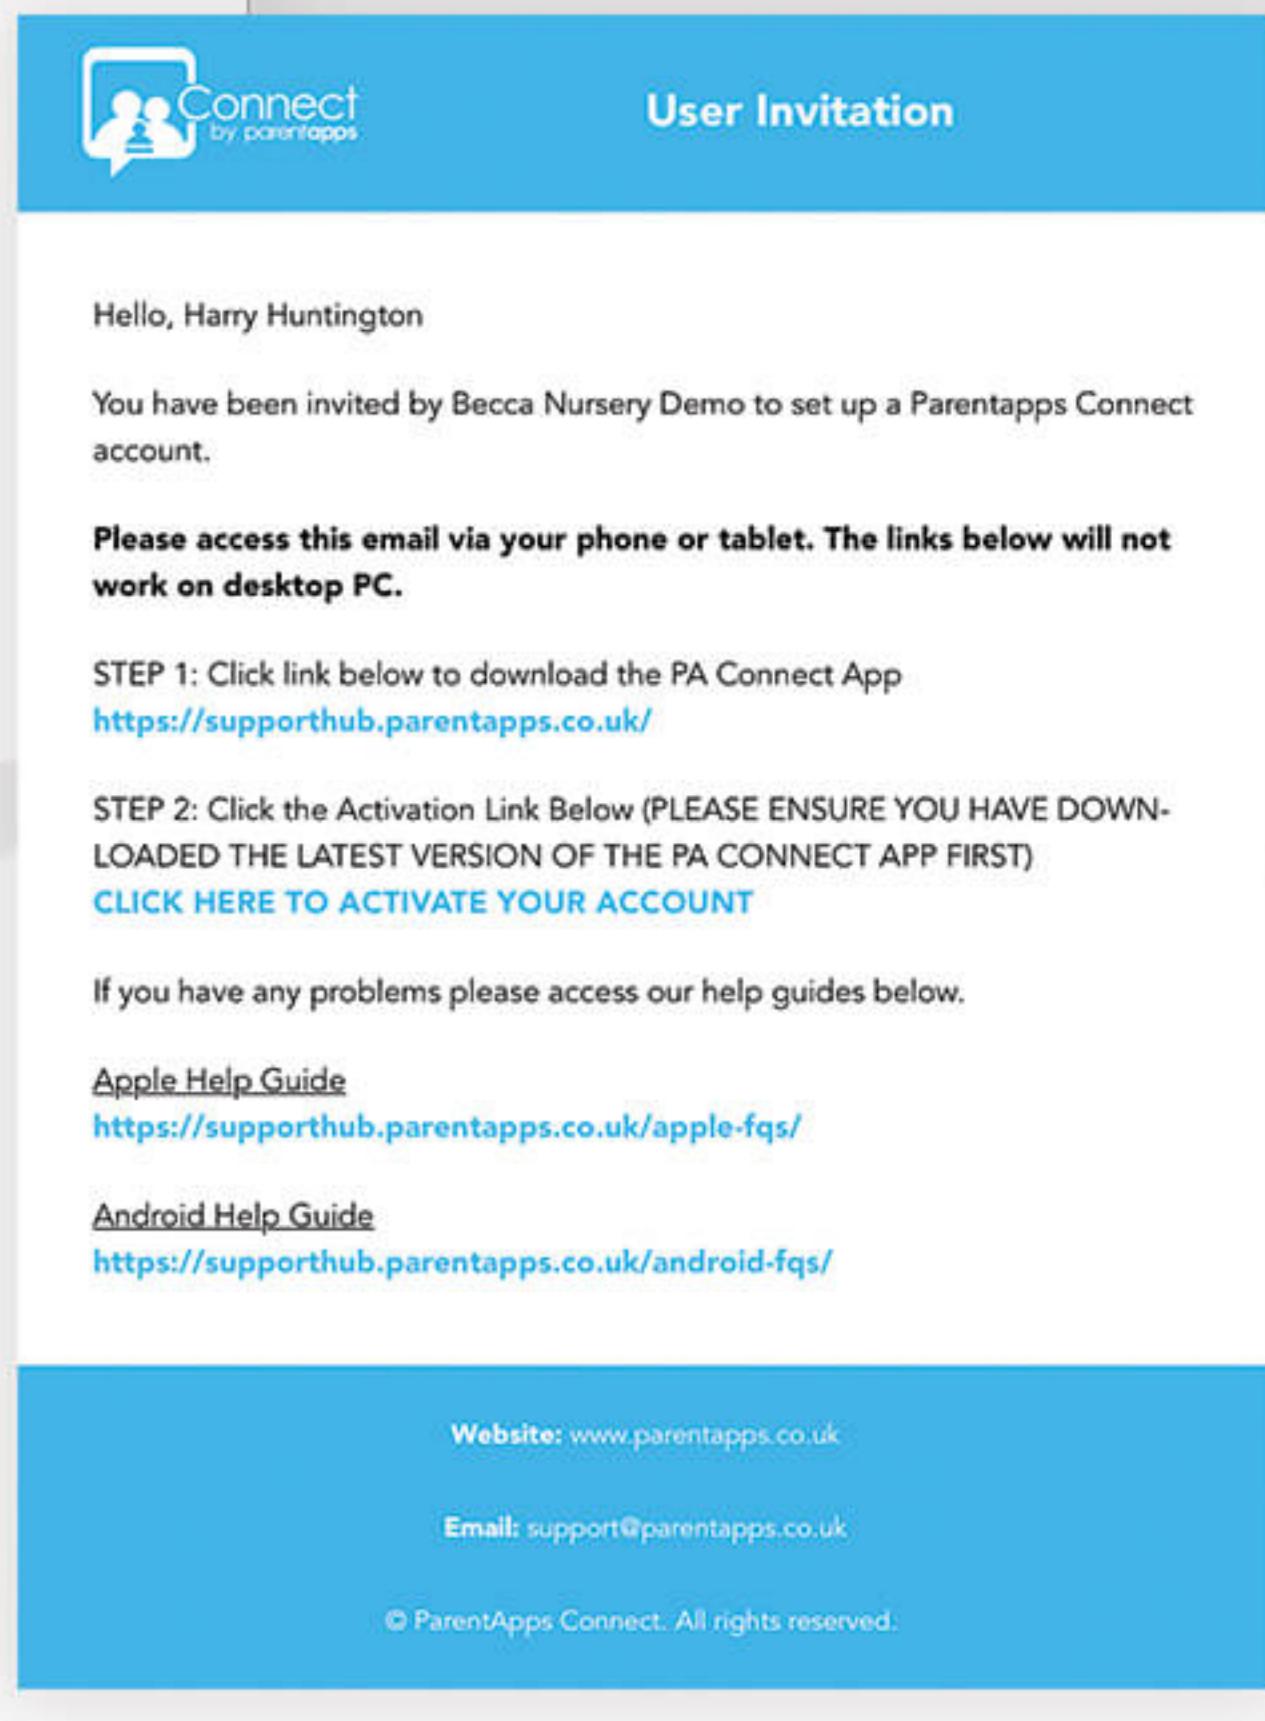 Connect
by parentapps
User Invitation
Hello, Harry Huntington
You have been invited by Becca Nursery Demo to set up a Parentapps Connect
account.
Please access this email via your phone or tablet. The links below will not
work on desktop PC.
STEP 1: Click link below to download the PA Connect App
https://supporthub.parentapps.co.uk/
STEP 2: Click the Activation Link Below (PLEASE ENSURE YOU HAVE DOWN-
LOADED THE LATEST VERSION OF THE PA CONNECT APP FIRST)
CLICK HERE TO ACTIVATE YOUR ACCOUNT
If you have any problems please access our help guides below.
Apple Help Guide
https://supporthub.parentapps.co.uk/apple-fqs/
Android Help Guide
https://supporthub.parentapps.co.uk/android-fqs/
Website: www.parentapps.co.uk
Email: support@parentapps.co.uk
© ParentApps Connect. All rights reserved.